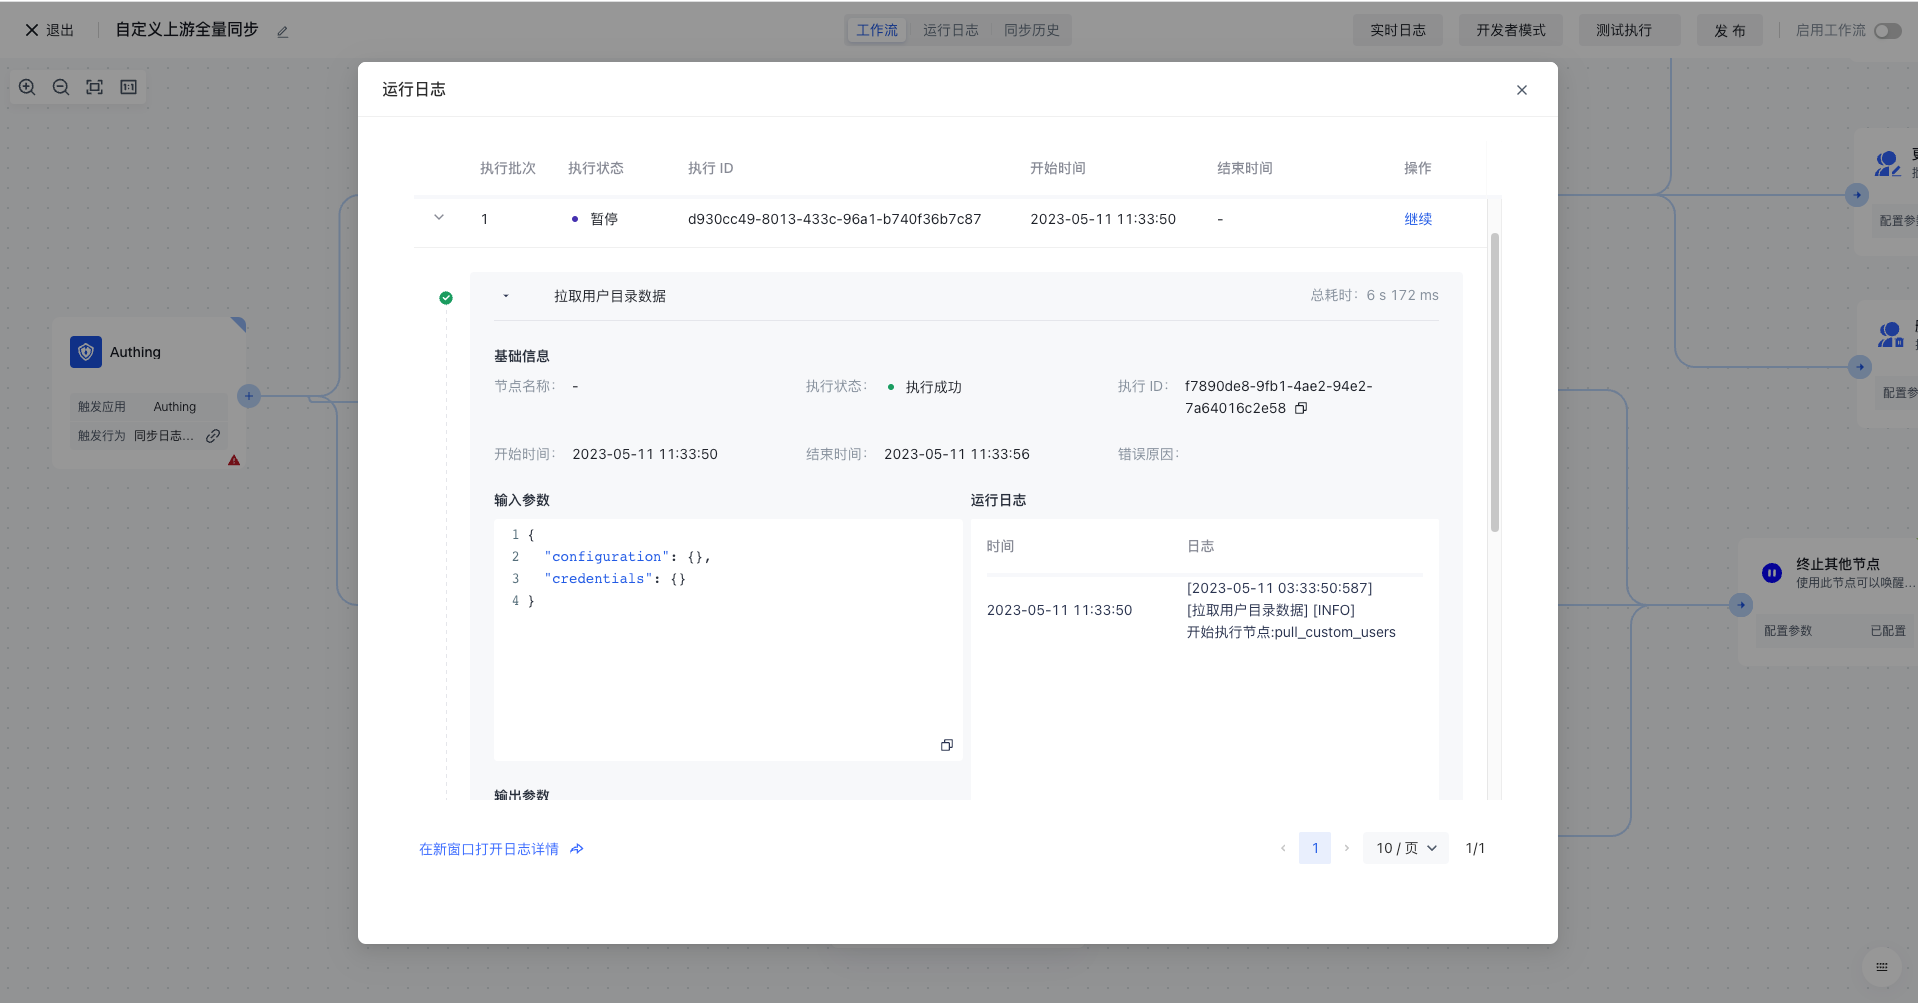 退出
自定义上游全量同步
工作流
运行日志
同步历史
实时日志
开发者模式
测试执行
发 布
启用工作流
1:1
运行日志
执行批次
执行状态
执行 ID
开始时间
结束时间
操作
1
暂停
d930cc49-8013-433c-96a1-b740f36b7c87
2023-05-11 11:33:50
-
继续
拉取用户目录数据
总耗时：6 s 172 ms
基础信息
节点名称：
-
执行状态：
执行成功
执行 ID：
f7890de8-9fb1-4ae2-94e2-
7a64016c2e58
开始时间：
2023-05-11 11:33:50
结束时间：
2023-05-11 11:33:56
错误原因：
输入参数
1 {
2 "configuration": {},
3 "credentials": {}
4 }
运行日志
时间
日志
2023-05-11 11:33:50
[2023-05-11 03:33:50:587]
[拉取用户目录数据] [INFO]
开始执行节点:pull_custom_users
输出参数
在新窗口打开日志详情
1
10 / 页
1/1
Authing
触发应用
Authing
触发行为
同步日志...
配置参
配置参
终止其他节点
使用此节点可以唤醒...
配置参数
已配置